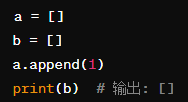 a = []
b = []
a.append(1)
print(b)  # 输出: []